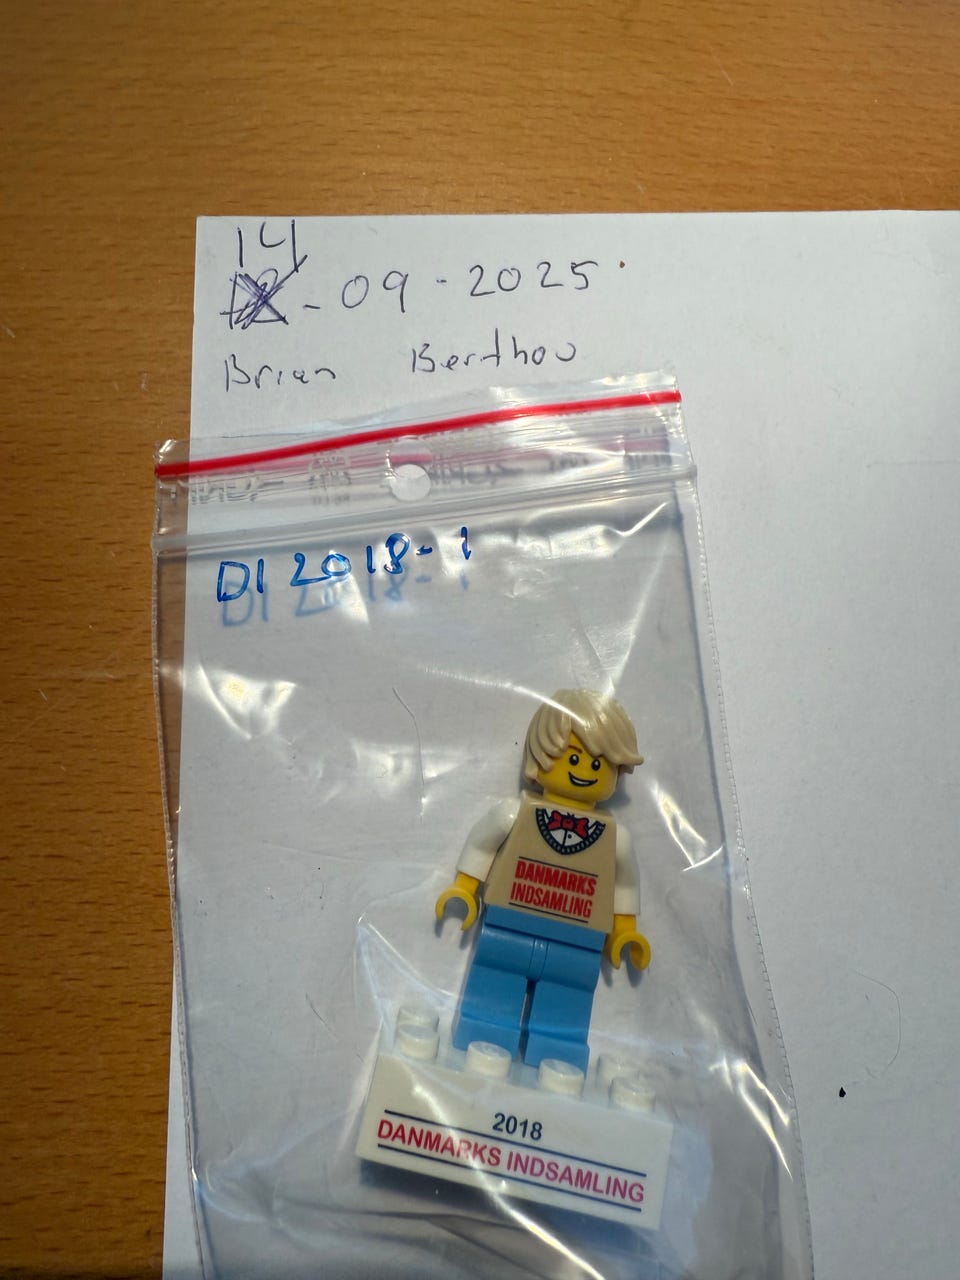 14
-09-2025
Brian Berthou
DI 2018-1
DANMARKS
INDSAMLING
2018
DANMARKS INDSAMLING